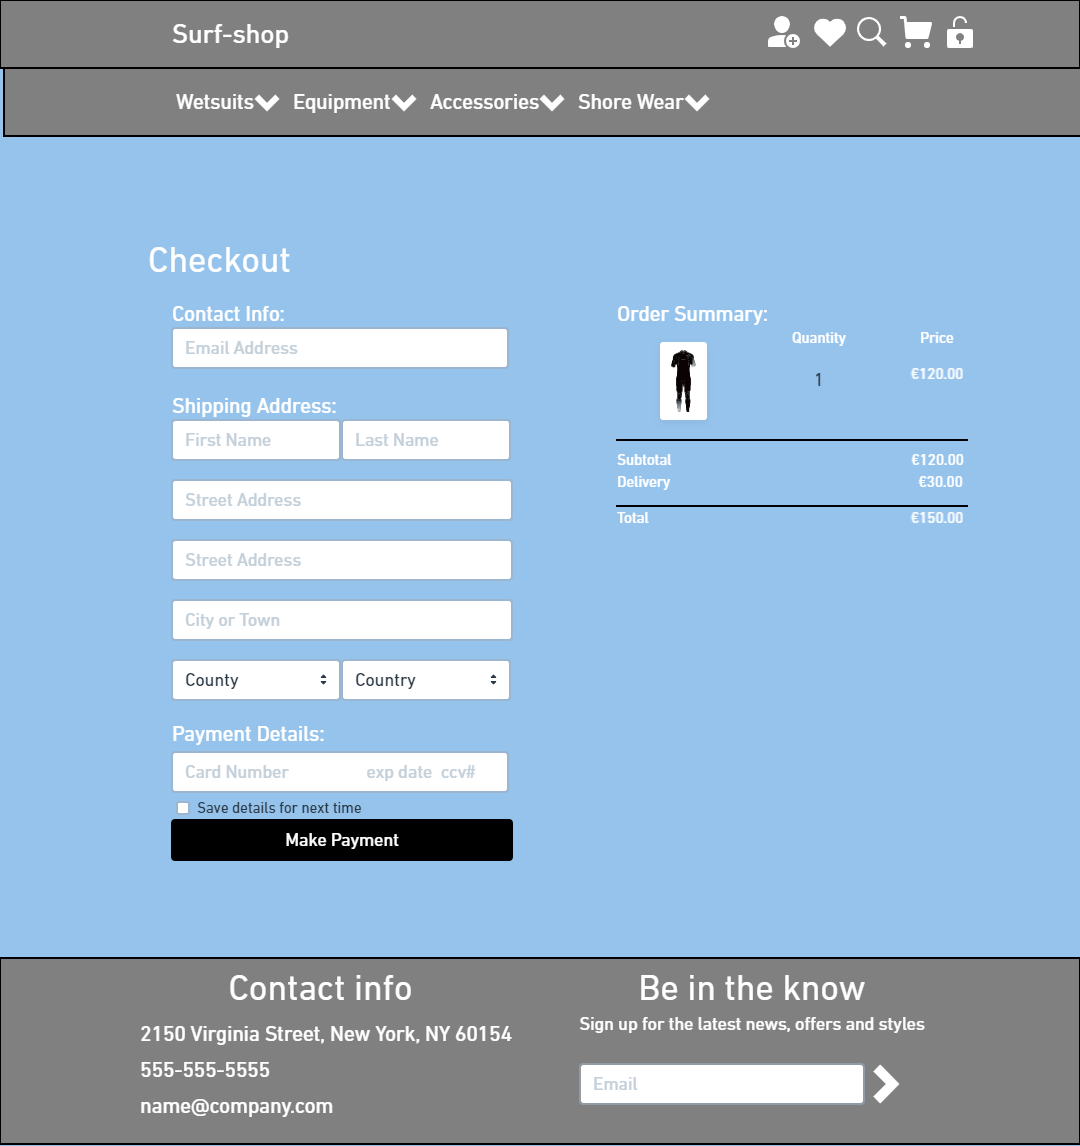 Surf-shop
Wetsuits Equipment Accessories Shore Wear
Checkout
Contact Info:
Email Address
Shipping Address:
First Name Last Name
Street Address
Street Address
City or Town
County Country
Payment Details:
Card Number exp date ccv#
Save details for next time
Make Payment
Order Summary:
Quantity Price
1 €120.00
Subtotal €120.00
Delivery €30.00
Total €150.00
Contact info
2150 Virginia Street, New York, NY 60154
555-555-5555
name@company.com
Be in the know
Sign up for the latest news, offers and styles
Email